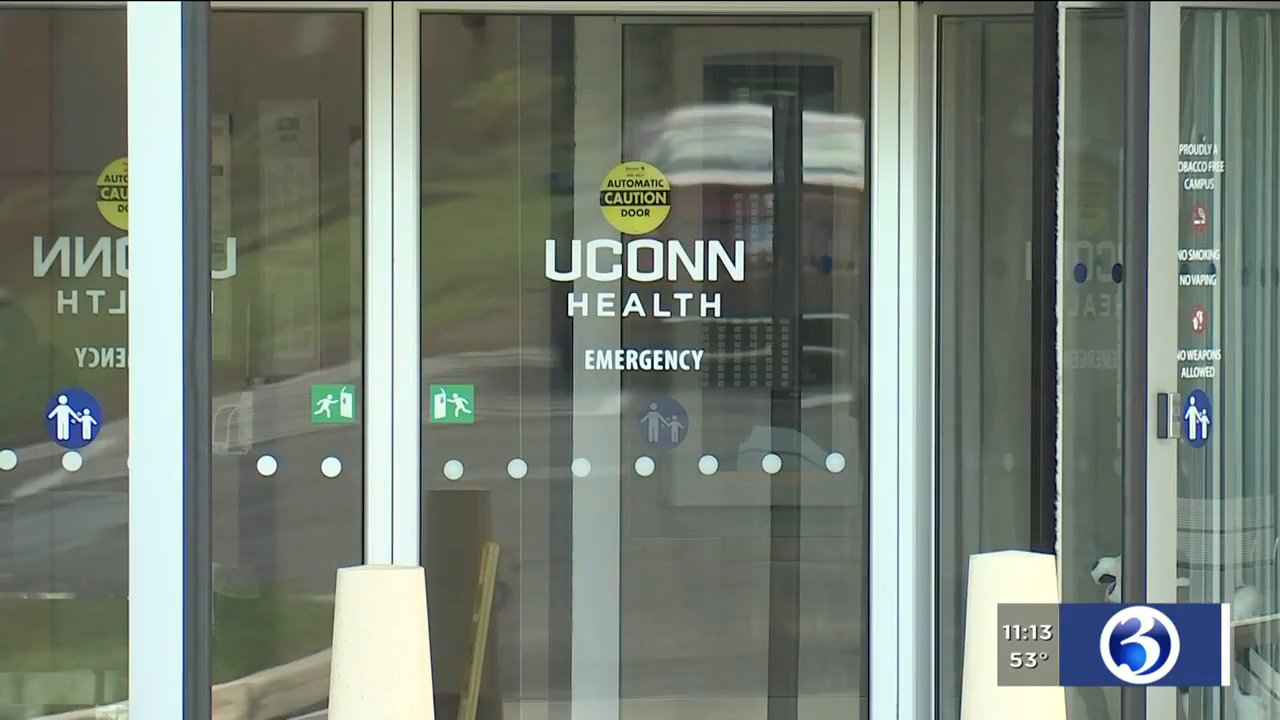 AUTOMATIC
CAUTION
DOOR
UCONN
HEALTH
EMERGENCY
PROUDLY A
TOBACCO FREE
CAMPUS
NO SMOKING
NO VAPING
NO WEAPONS
ALLOWED
11:13
53°
3